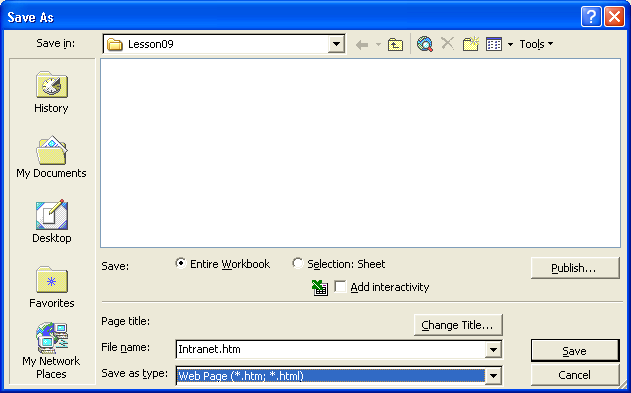 Save As
Save in:
Lesson09
Tools
History
My Documents
Desktop
Favorites
My Network
Places
Save:
Entire Workbook
Selection: Sheet
Publish...
Add interactivity
Page title:
Change Title...
File name:
Intranet.htm
Save
Save as type:
Web Page (*.htm; *.html)
Cancel